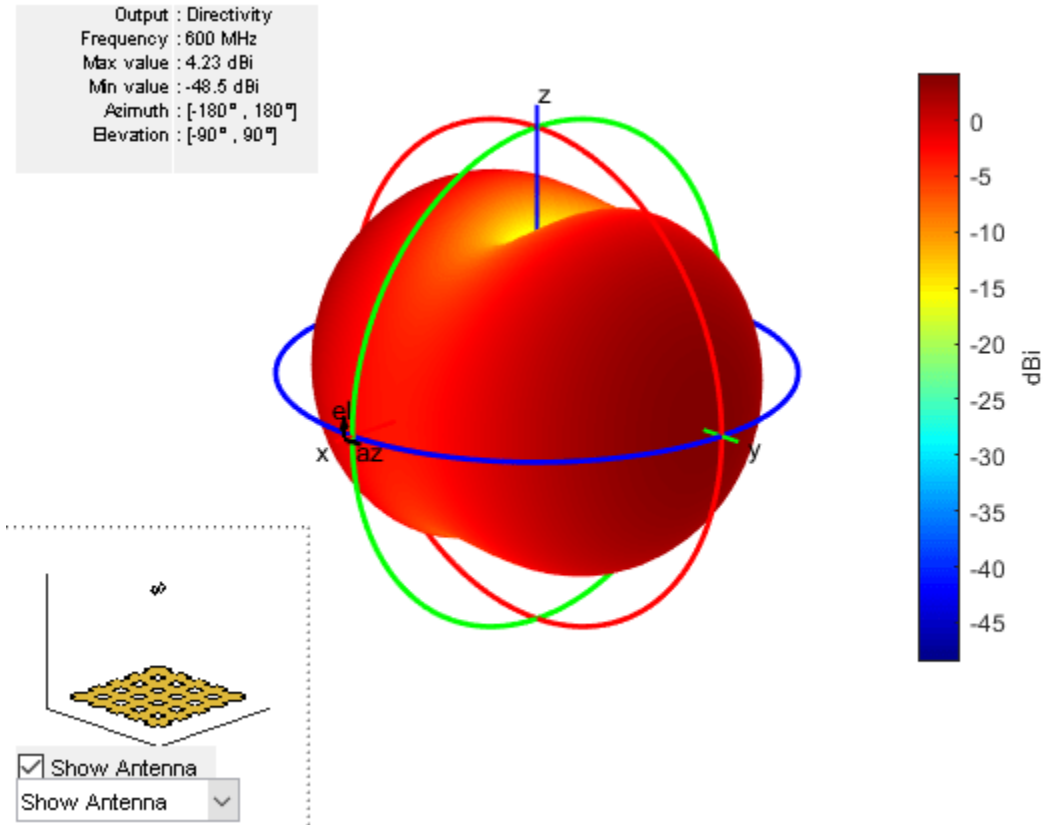 Output : Directivity
Frequency : 600 MHz
Max value : 4.23 dBi
Min value : -48.5 dBi
Azimuth : [-180° , 180°]
Elevation : [-90° , 90°]
z
el
x
az
y
0
-5
-10
-15
-20
-25
-30
-35
-40
-45
dBi
Show Antenna
Show Antenna